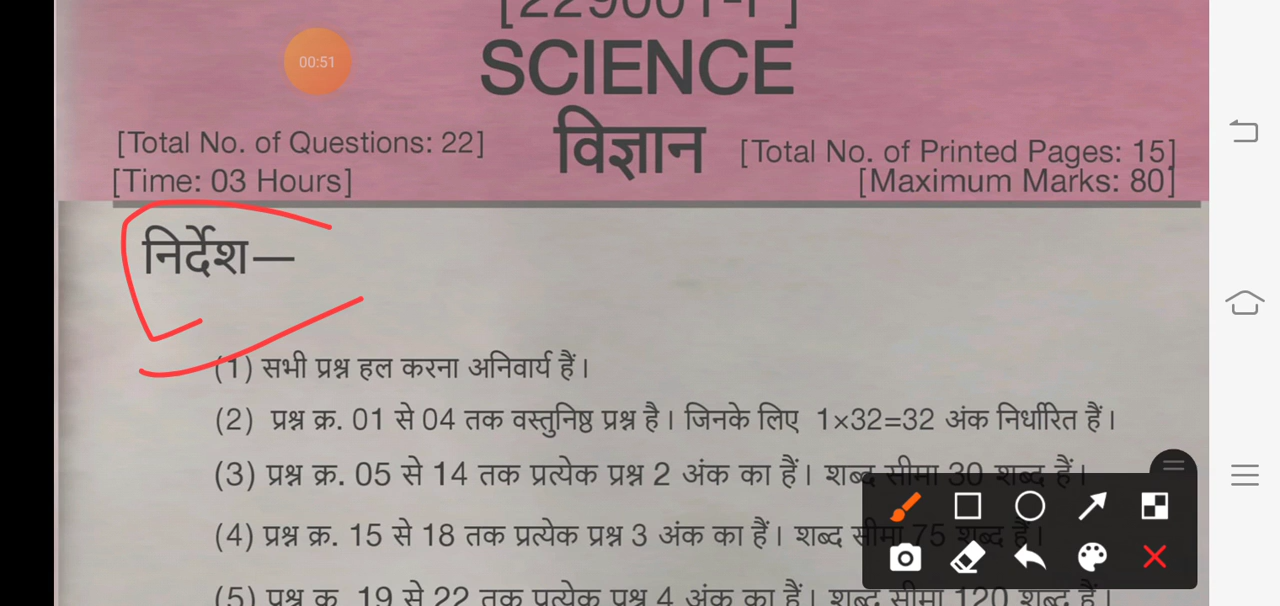 SCIENCE
00:51
विज्ञान
[Total No. of Questions: 22]
[Total No. of Printed Pages: 15]
[Time: 03 Hours]
[Maximum Marks: 80]
निर्देश—
(1) सभी प्रश्न हल करना अनिवार्य हैं।
(2) प्रश्न क्र. 01 से 04 तक वस्तुनिष्ठ प्रश्न है। जिनके लिए 1×32=32 अंक निर्धारित हैं।
(3) प्रश्न क्र. 05 से 14 तक प्रत्येक प्रश्न 2 अंक का हैं। शब्द सीमा 30 शब्द हैं।
(4) प्रश्न क्र. 15 से 18 तक प्रत्येक प्रश्न 3 अंक का हैं। शब्द सीमा 75 शब्द हैं।
(5) प्रश्न क्र. 19 से 22 तक प्रत्येक प्रश्न 4 अंक का हैं। शब्द सीमा 120 शब्द हैं।